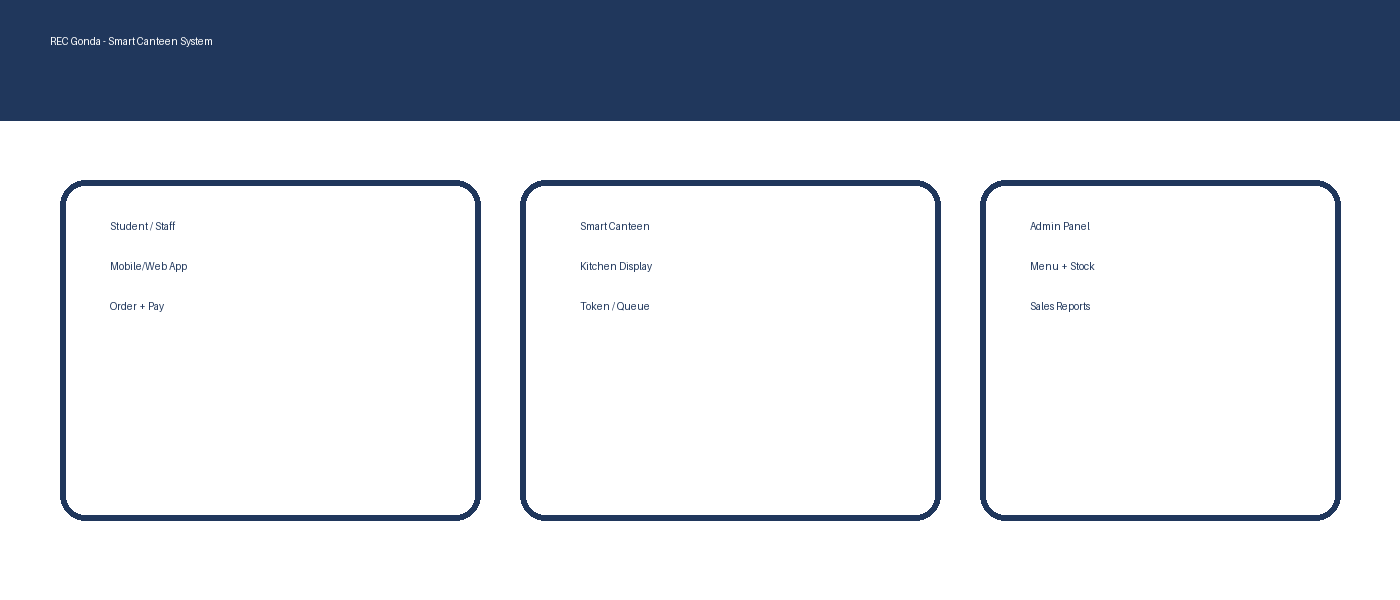 REC Gonda - Smart Canteen System
Student / Staff
Mobile/Web App
Order + Pay
Smart Canteen
Kitchen Display
Token / Queue
Admin Panel
Menu + Stock
Sales Reports